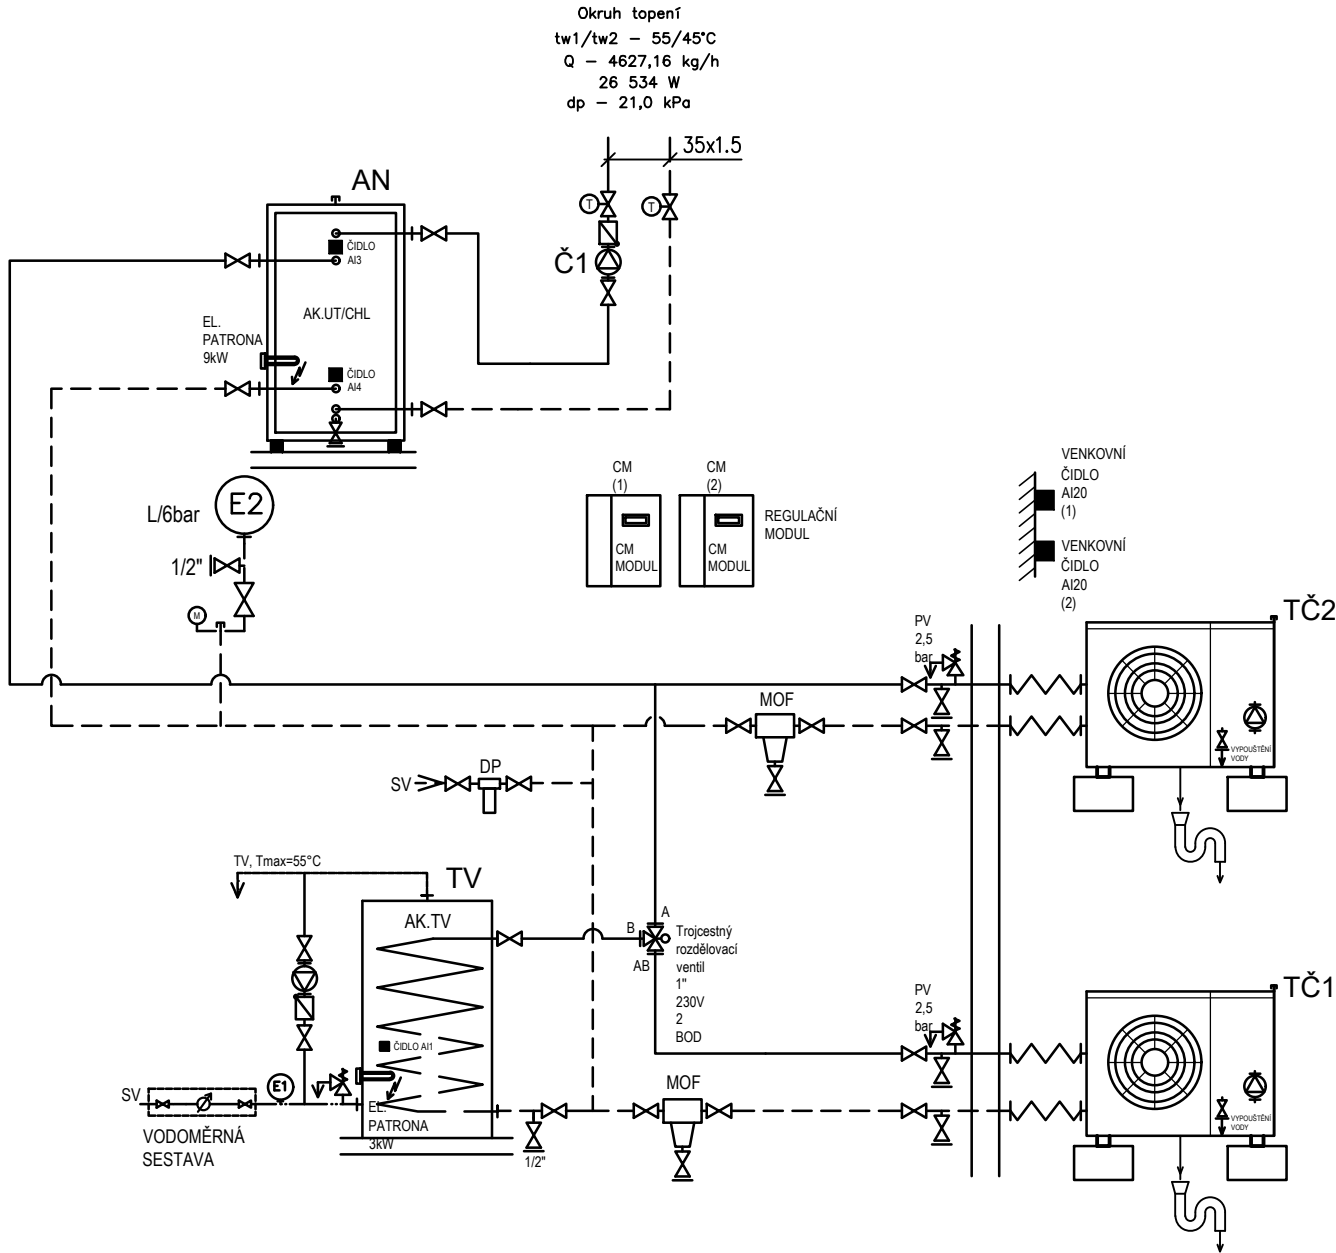 Okruh topení
tw1/tw2 – 55/45°C
Q – 4627,16 kg/h
26 534 W
dp – 21,0 kPa
35x1.5
AN
T
T
Č1
ČIDLO
AI3
AK.UT/CHL
EL.
PATRONA
9kW
ČIDLO
AI4
E2
L/6bar
1/2"
M
CM
(1)
CM
MODUL
CM
(2)
CM
MODUL
REGULAČNÍ
MODUL
VENKOVNÍ
ČIDLO
AI20
(1)
VENKOVNÍ
ČIDLO
AI20
(2)
TČ2
PV
2,5
bar
MOF
VYPOUŠTĚNÍ
VODY
SV
DP
TV, Tmax=55°C
TV
AK.TV
A
B
AB
Trojcestný
rozdělovací
ventil
1"
230V
2
BOD
TČ1
PV
2,5
bar
ČIDLO AI1
MOF
VYPOUŠTĚNÍ
VODY
SV
E1
EL.
PATRONA
3kW
1/2"
VODOMĚRNÁ
SESTAVA